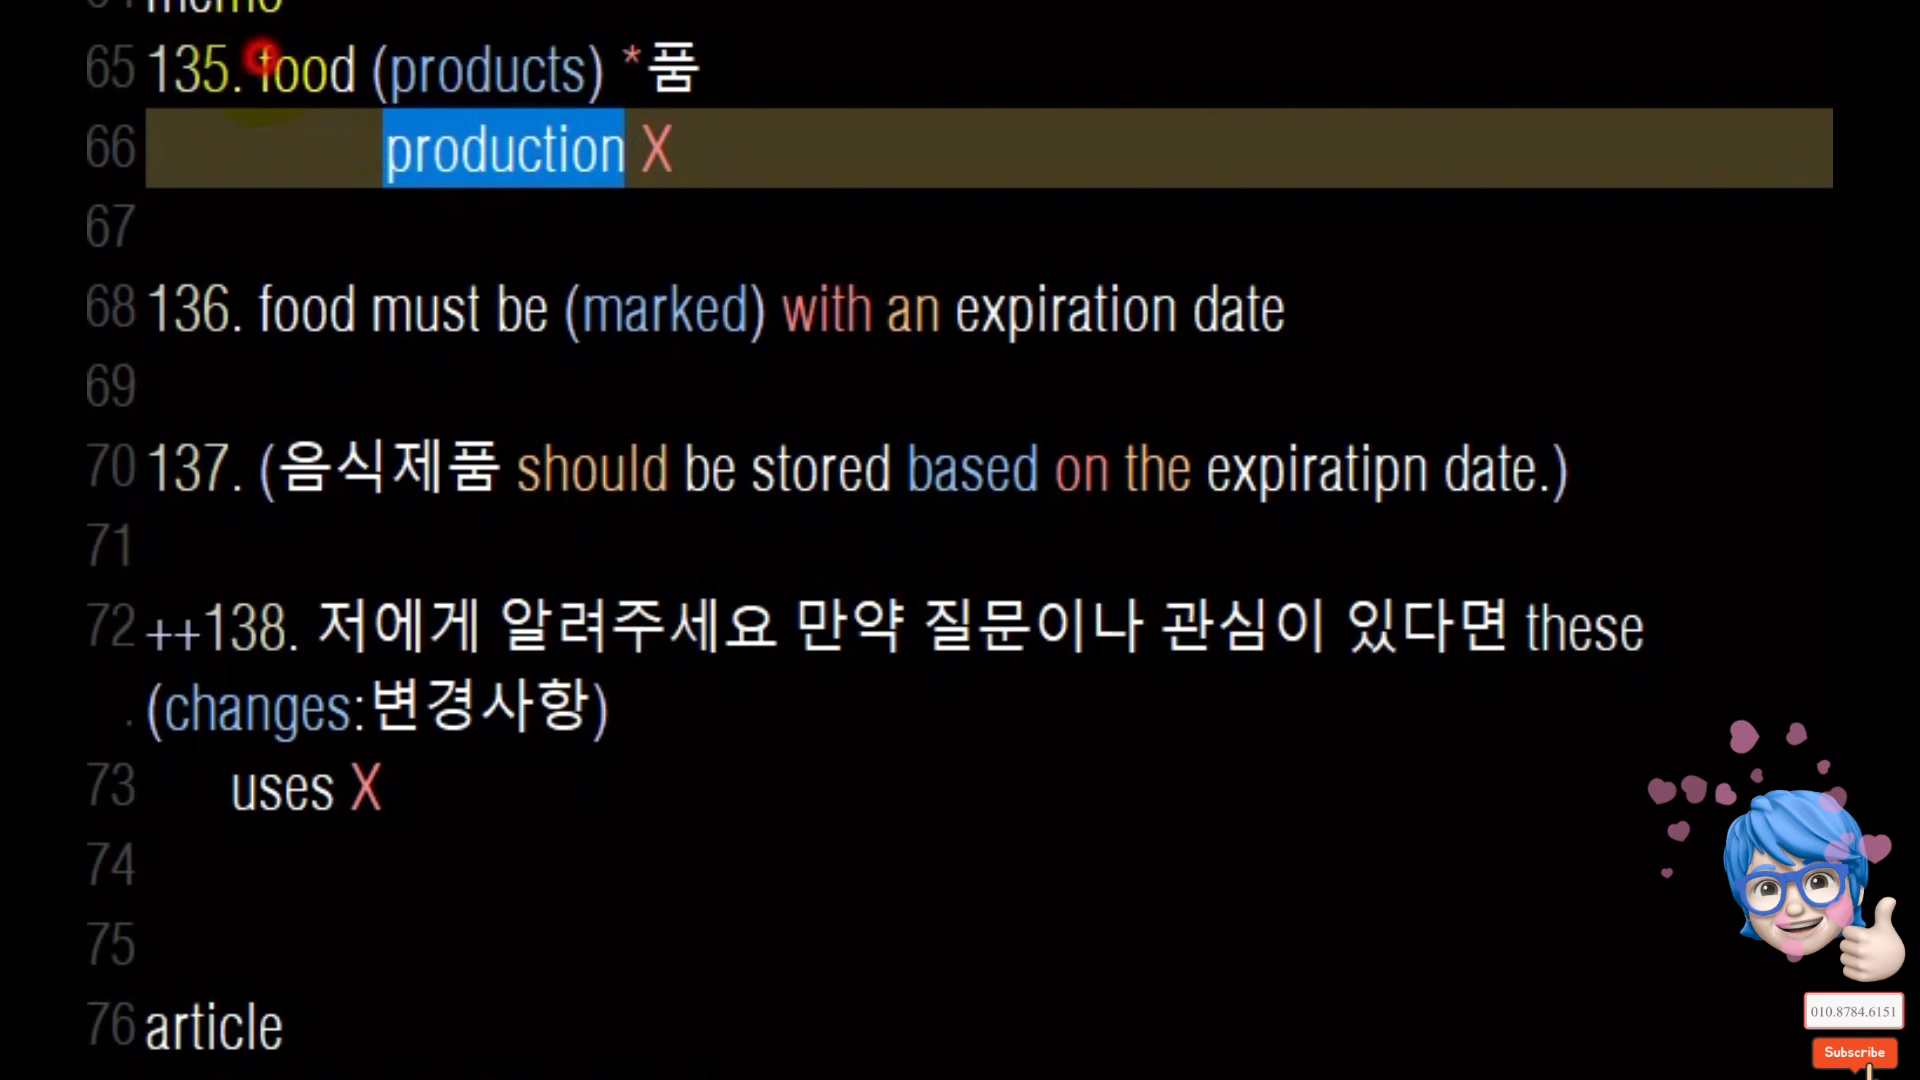 64 memo
65 135. food (products) *품
66 production X
67
68 136. food must be (marked) with an expiration date
69
70 137. (음식제품 should be stored based on the expiratipn date.)
71
72 ++138. 저에게 알려주세요 만약 질문이나 관심이 있다면 these
. (changes:변경사항)
73 uses X
74
75
76 article
010.8784.6151
Subscribe